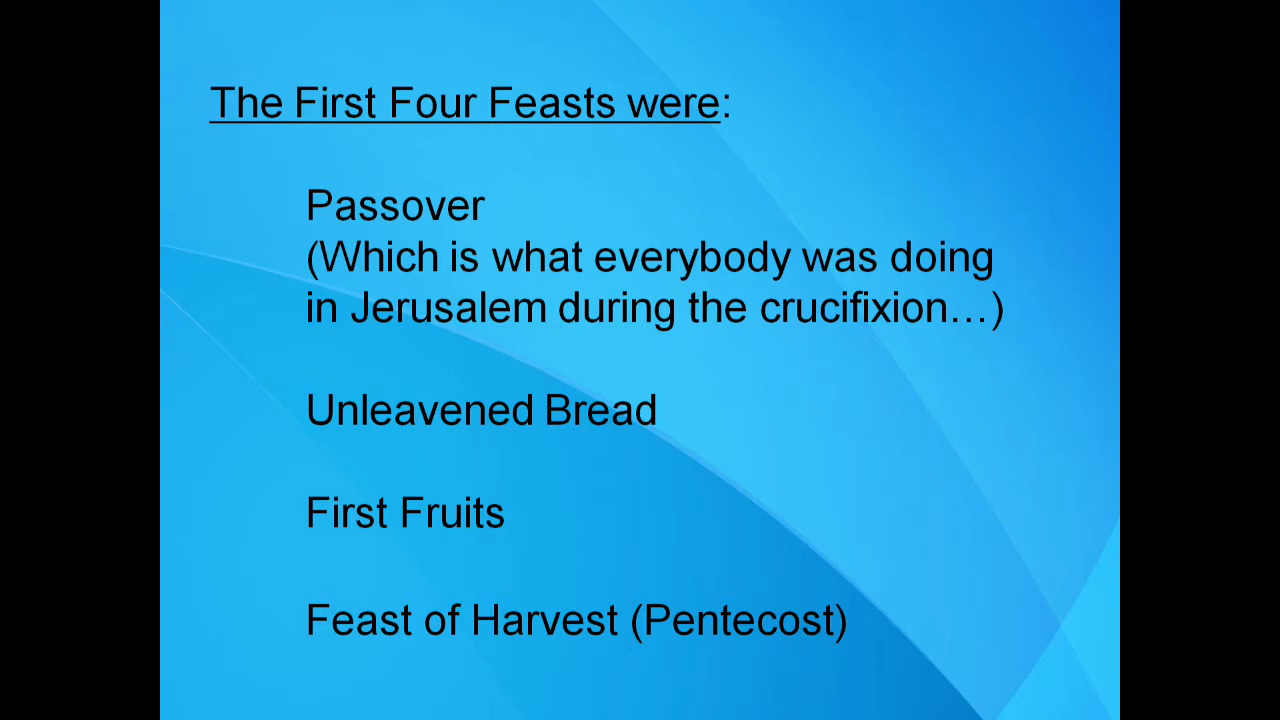 The First Four Feasts were:
Passover
(Which is what everybody was doing
in Jerusalem during the crucifixion…)
Unleavened Bread
First Fruits
Feast of Harvest (Pentecost)